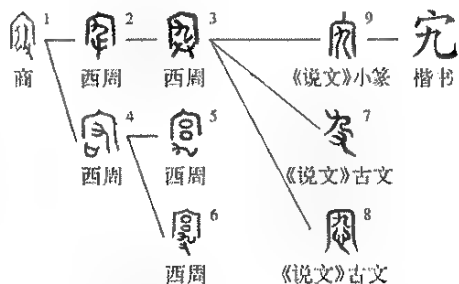 1 2 3 9 宄
商 西周 西周 《说文》小篆 楷书
4 5 7
西周 西周 《说文》古文
6 8
西周 《说文》古文